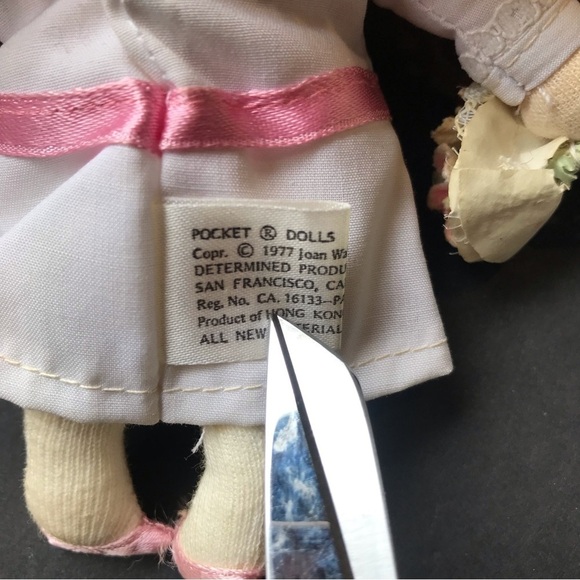 POCKET ® DOLLS
Copr. © 1977 Joan Wa
DETERMINED PRODU
SAN FRANCISCO, CA
Reg. No. CA. 16133—PA
Product of HONG KON
ALL NEW